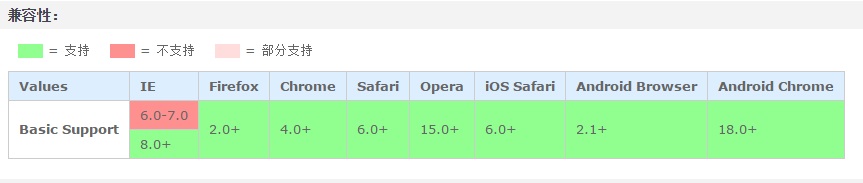 兼容性：
= 支持 = 不支持 = 部分支持
Values IE Firefox Chrome Safari Opera iOS Safari Android Browser Android Chrome
6.0-7.0
Basic Support 2.0+ 4.0+ 6.0+ 15.0+ 6.0+ 2.1+ 18.0+
8.0+